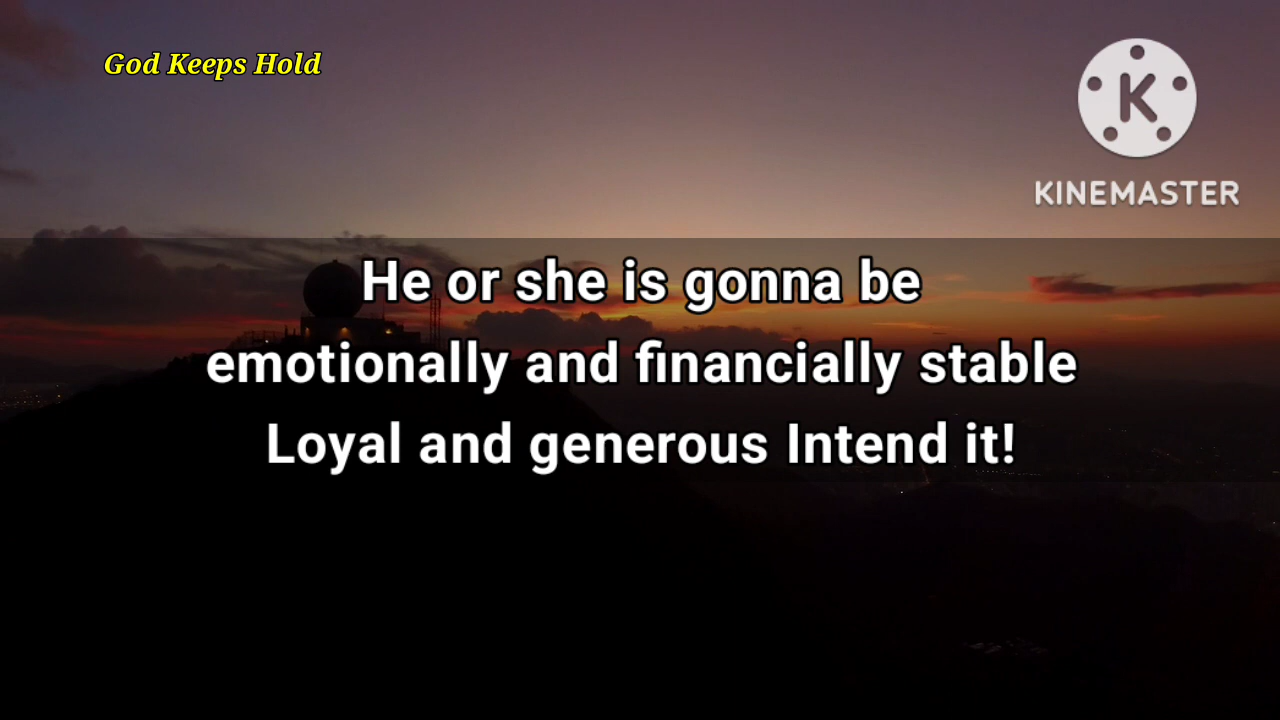 God Keeps Hold
K
KINEMASTER
He or she is gonna be
emotionally and financially stable
Loyal and generous Intend it!